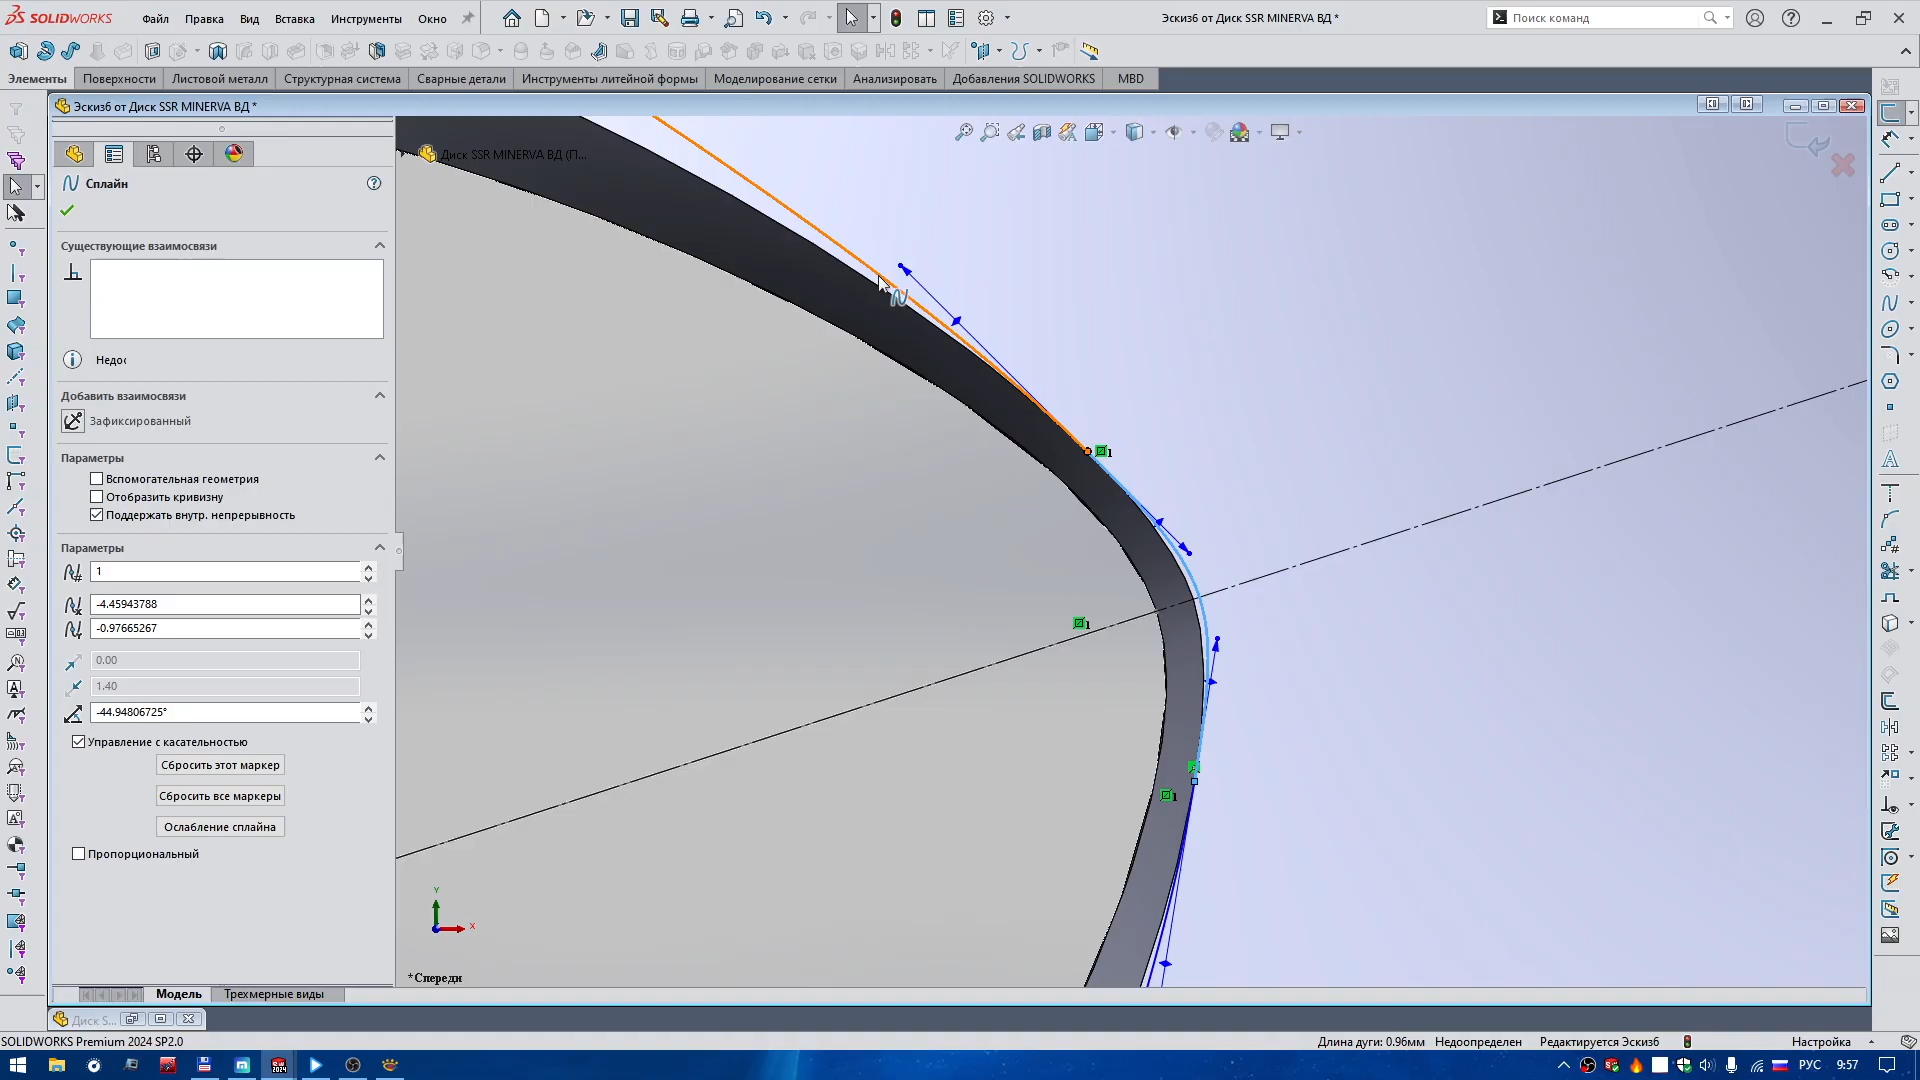 SOLIDWORKS
Файл
Правка
Вид
Вставка
Инструменты
Окно
Эскиз6 от Диск SSR MINERVA ВД *
Поиск команд
Элементы
Поверхности
Листовой металл
Структурная система
Сварные детали
Инструменты литейной формы
Моделирование сетки
Анализировать
Добавления SOLIDWORKS
MBD
Эскиз6 от Диск SSR MINERVA ВД *
Диск SSR MINERVA ВД (П...
Сплайн
Существующие взаимосвязи
Недос
Добавить взаимосвязи
Зафиксированный
Параметры
Вспомогательная геометрия
Отобразить кривизну
Поддержать внутр. непрерывность
Параметры
1
-4.45943788
-0.97665267
0.00
1.40
-44.94806725°
Управление с касательностью
Сбросить этот маркер
Сбросить все маркеры
Ослабление сплайна
Пропорциональный
1
1
1
Y
X
*Спереди
Модель
Трехмерные виды
Диск S...
SOLIDWORKS Premium 2024 SP2.0
Длина дуги: 0.96мм
Недоопределен
Редактируется Эскиз6
Настройка
РУС
9:57